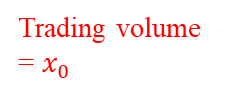 Trading volume
= x₀